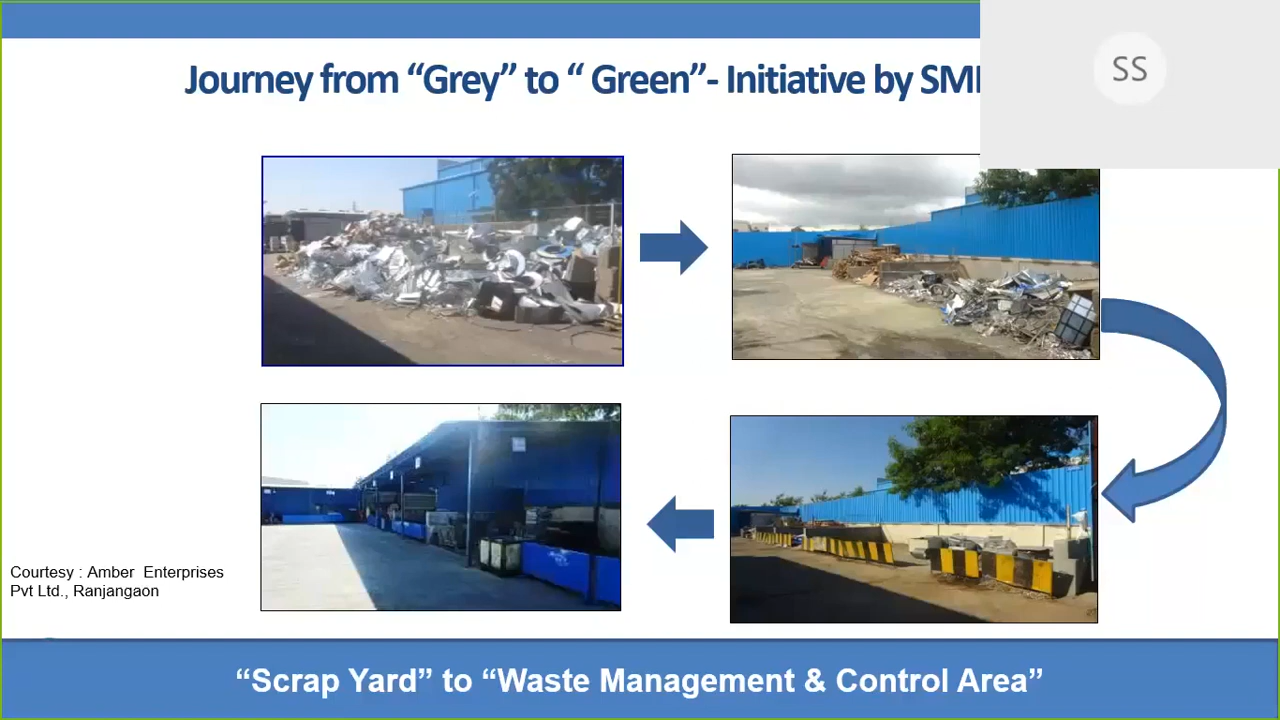 Journey from “Grey” to “ Green”- Initiative by
SS
Courtesy : Amber Enterprises
Pvt Ltd., Ranjangaon
“Scrap Yard” to “Waste Management & Control Area”